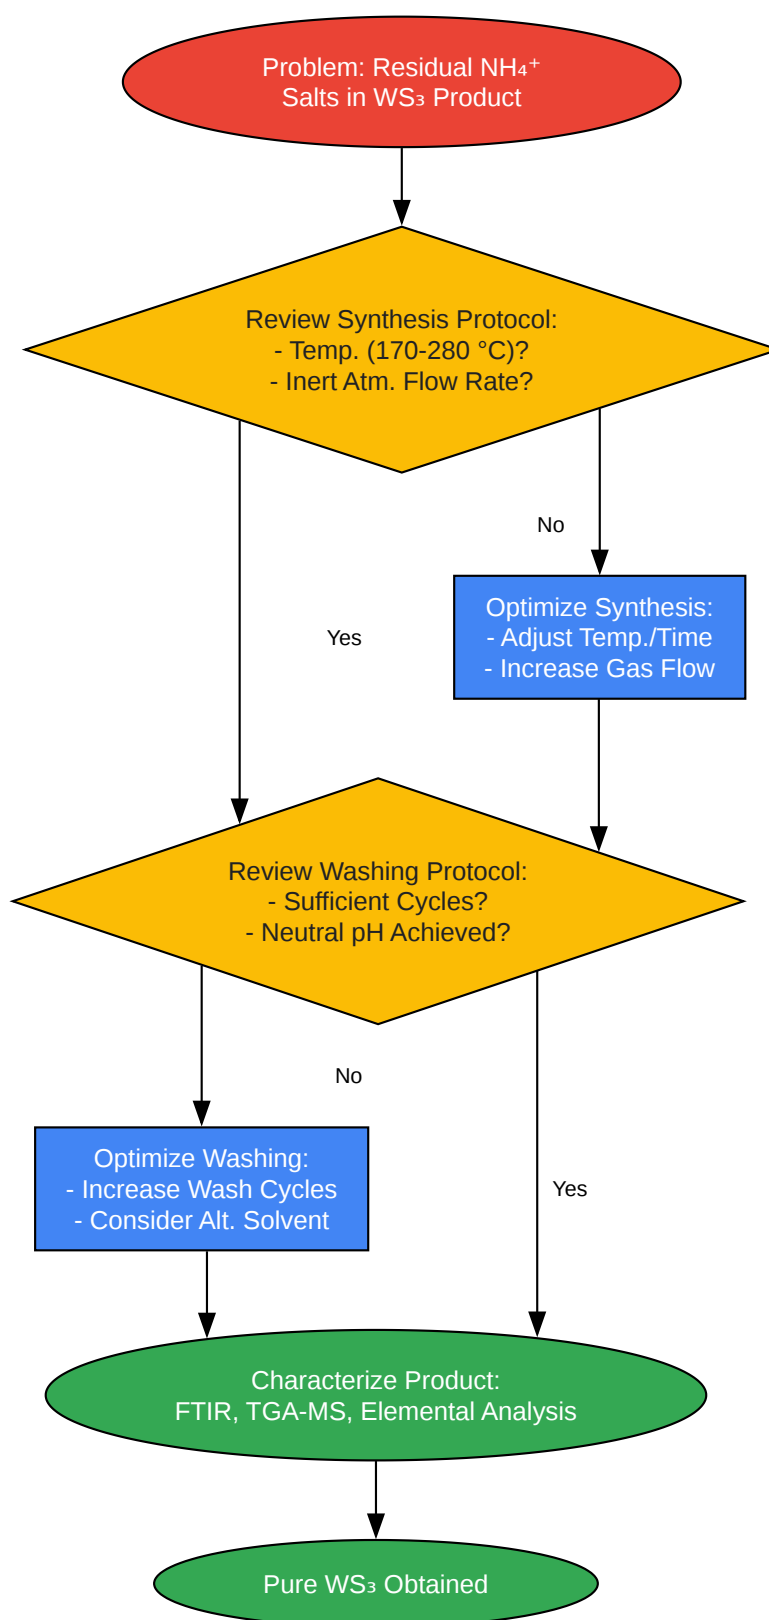 Problem: Residual NH₄⁺
Salts in WS₃ Product
Review Synthesis Protocol:
- Temp. (170-280 °C)?
- Inert Atm. Flow Rate?
No
Optimize Synthesis:
- Adjust Temp./Time
- Increase Gas Flow
Yes
Review Washing Protocol:
- Sufficient Cycles?
- Neutral pH Achieved?
No
Optimize Washing:
- Increase Wash Cycles
- Consider Alt. Solvent
Yes
Characterize Product:
FTIR, TGA-MS, Elemental Analysis
Pure WS₃ Obtained